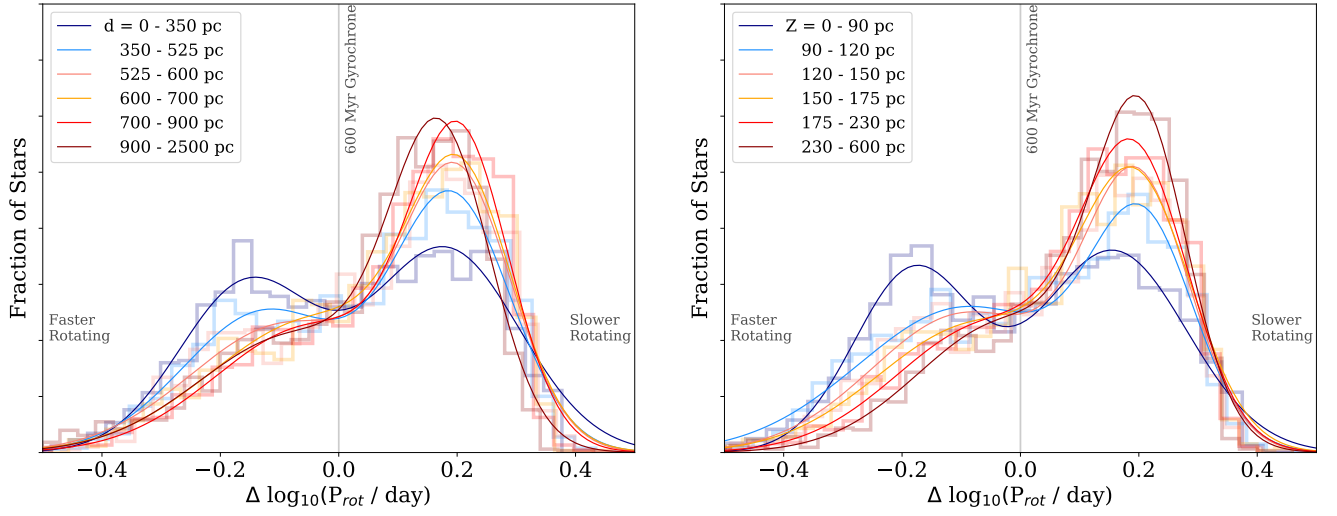 d = 0 - 350 pc
350 - 525 pc
525 - 600 pc
600 - 700 pc
700 - 900 pc
900 - 2500 pc
600 Myr Gyrochrone
Fraction of Stars
Faster
Rotating
Slower
Rotating
−0.4 −0.2 0.0 0.2 0.4
Δ log₁₀(P_rot / day)
Z = 0 - 90 pc
90 - 120 pc
120 - 150 pc
150 - 175 pc
175 - 230 pc
230 - 600 pc
600 Myr Gyrochrone
Fraction of Stars
Faster
Rotating
Slower
Rotating
−0.4 −0.2 0.0 0.2 0.4
Δ log₁₀(P_rot / day)